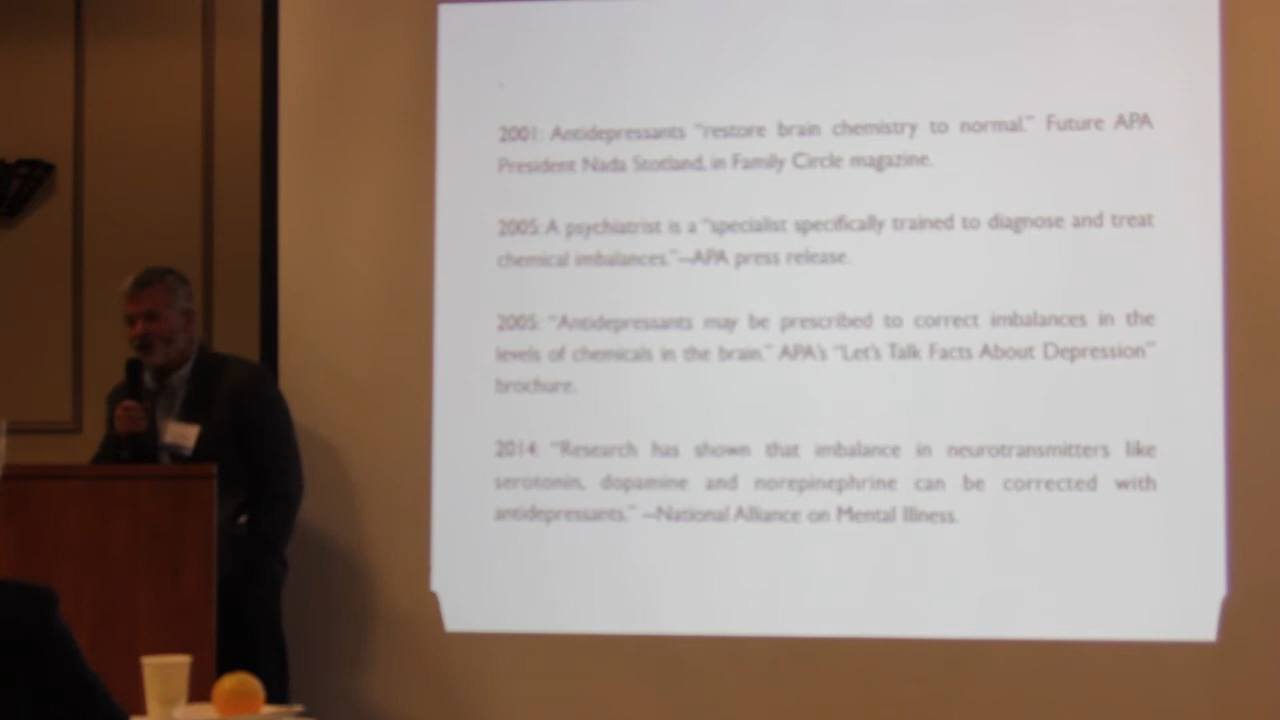 2001: Antidepressants "restore brain chemistry to normal." Future APA
President Nada Stotland, in Family Circle magazine.
2005: A psychiatrist is a "specialist specifically trained to diagnose and treat
chemical imbalances."—APA press release.
2005: "Antidepressants may be prescribed to correct imbalances in the
levels of chemicals in the brain." APA's "Let's Talk Facts About Depression"
brochure.
2014: "Research has shown that imbalance in neurotransmitters like
serotonin, dopamine and norepinephrine can be corrected with
antidepressants." —National Alliance on Mental Illness.